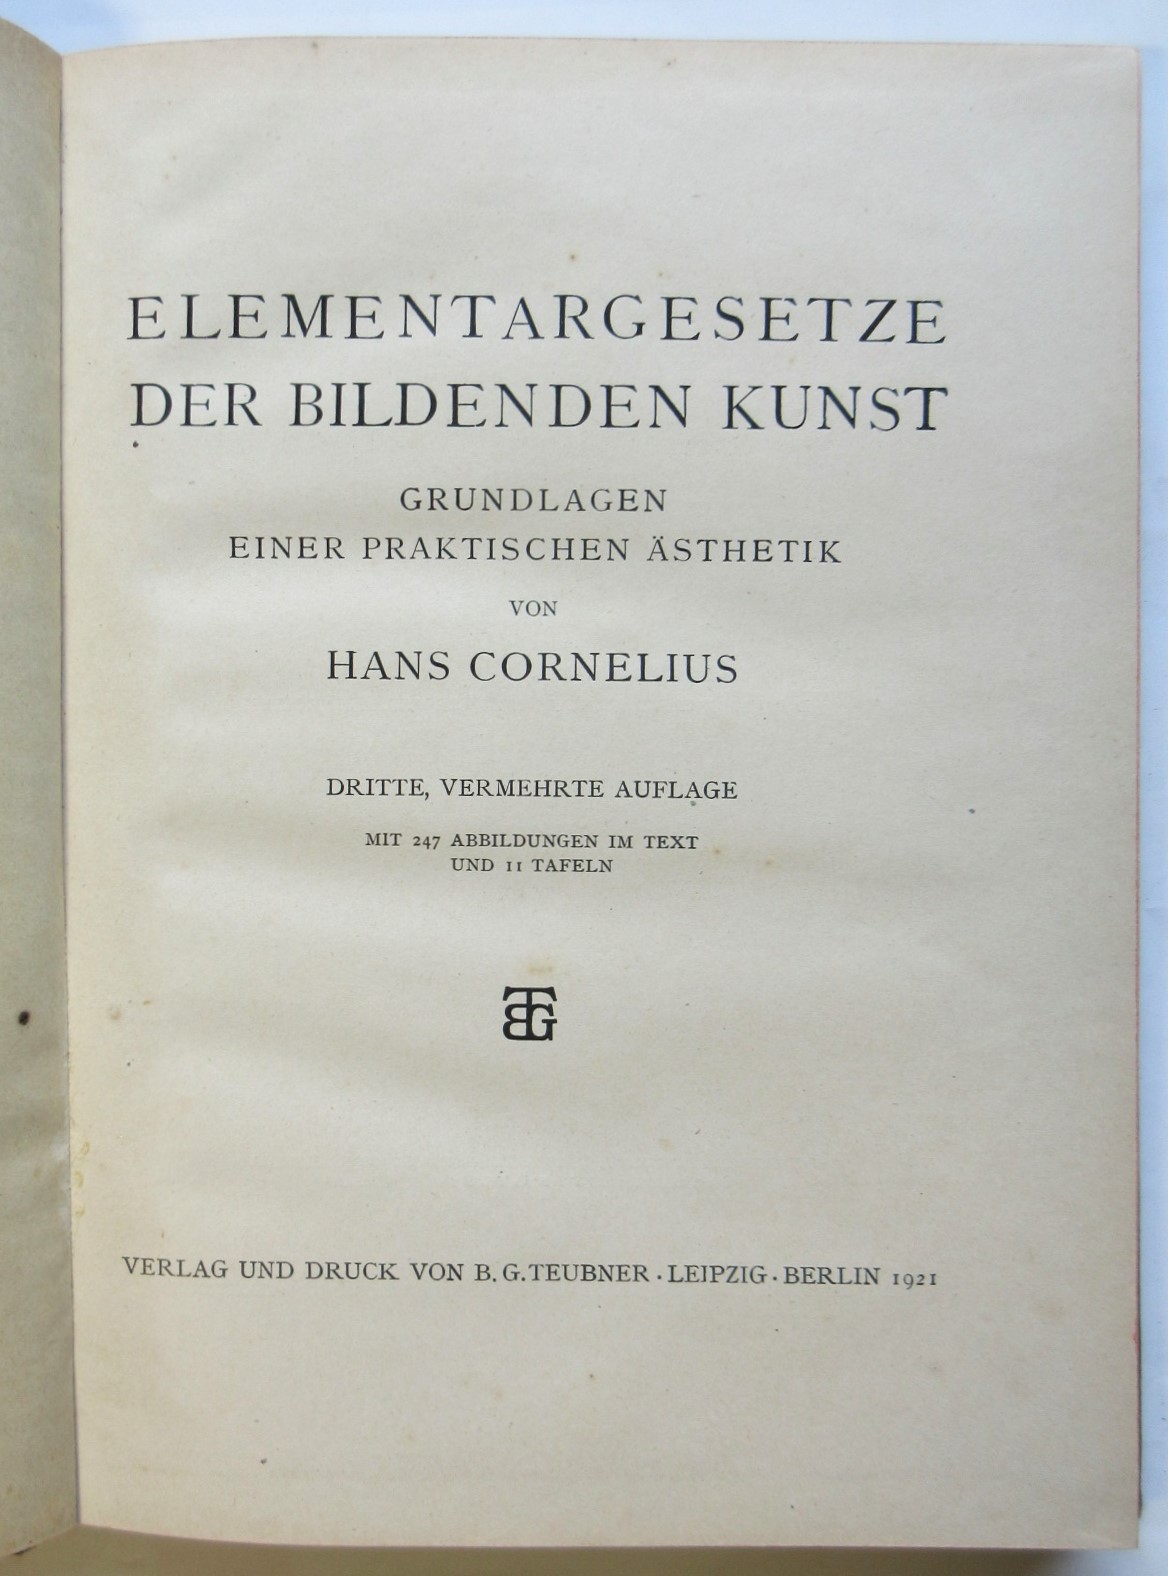 ELEMENTARGESETZE
DER BILDENDEN KUNST
GRUNDLAGEN
EINER PRAKTISCHEN ÄSTHETIK
VON
HANS CORNELIUS
DRITTE, VERMEHRTE AUFLAGE
MIT 247 ABBILDUNGEN IM TEXT
UND 11 TAFELN
BTG
VERLAG UND DRUCK VON B. G. TEUBNER · LEIPZIG · BERLIN 1921